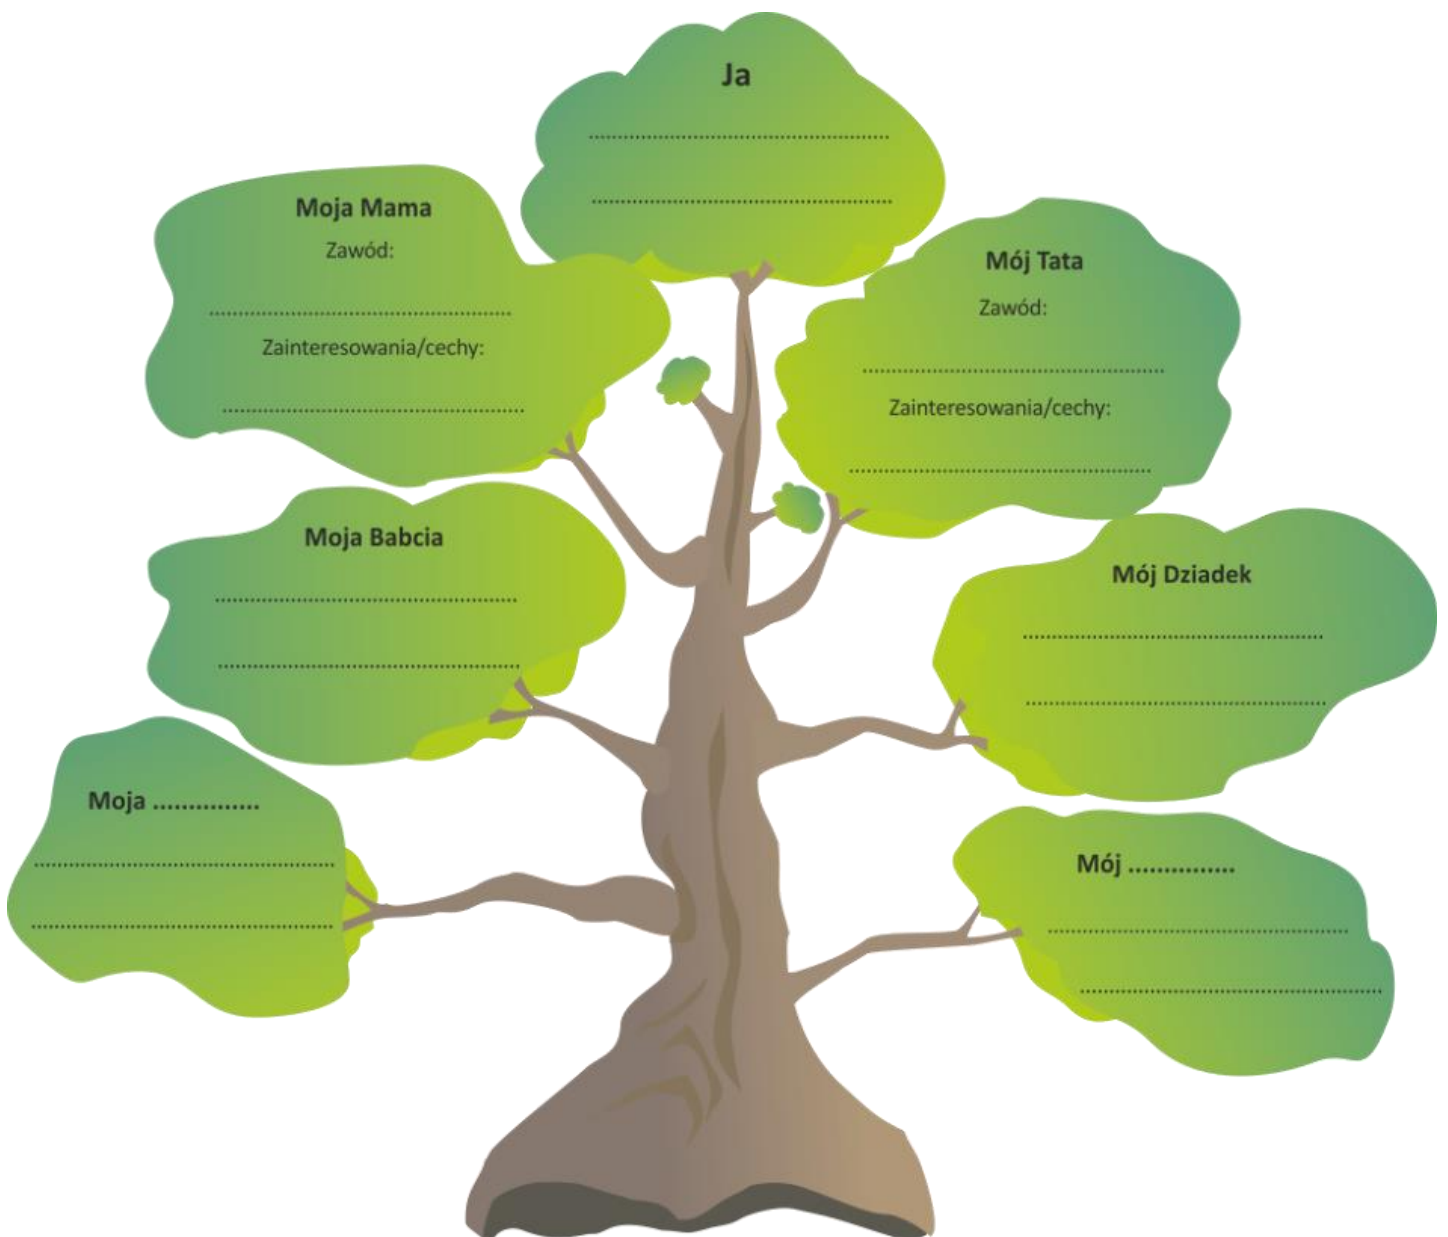 Ja
................................................................
................................................................
Moja Mama
Zawód:
................................................................
Zainteresowania/cechy:
................................................................
Mój Tata
Zawód:
................................................................
Zainteresowania/cechy:
................................................................
Moja Babcia
................................................................
................................................................
Mój Dziadek
................................................................
................................................................
Moja ...............
................................................................
................................................................
Mój ...............
................................................................
................................................................